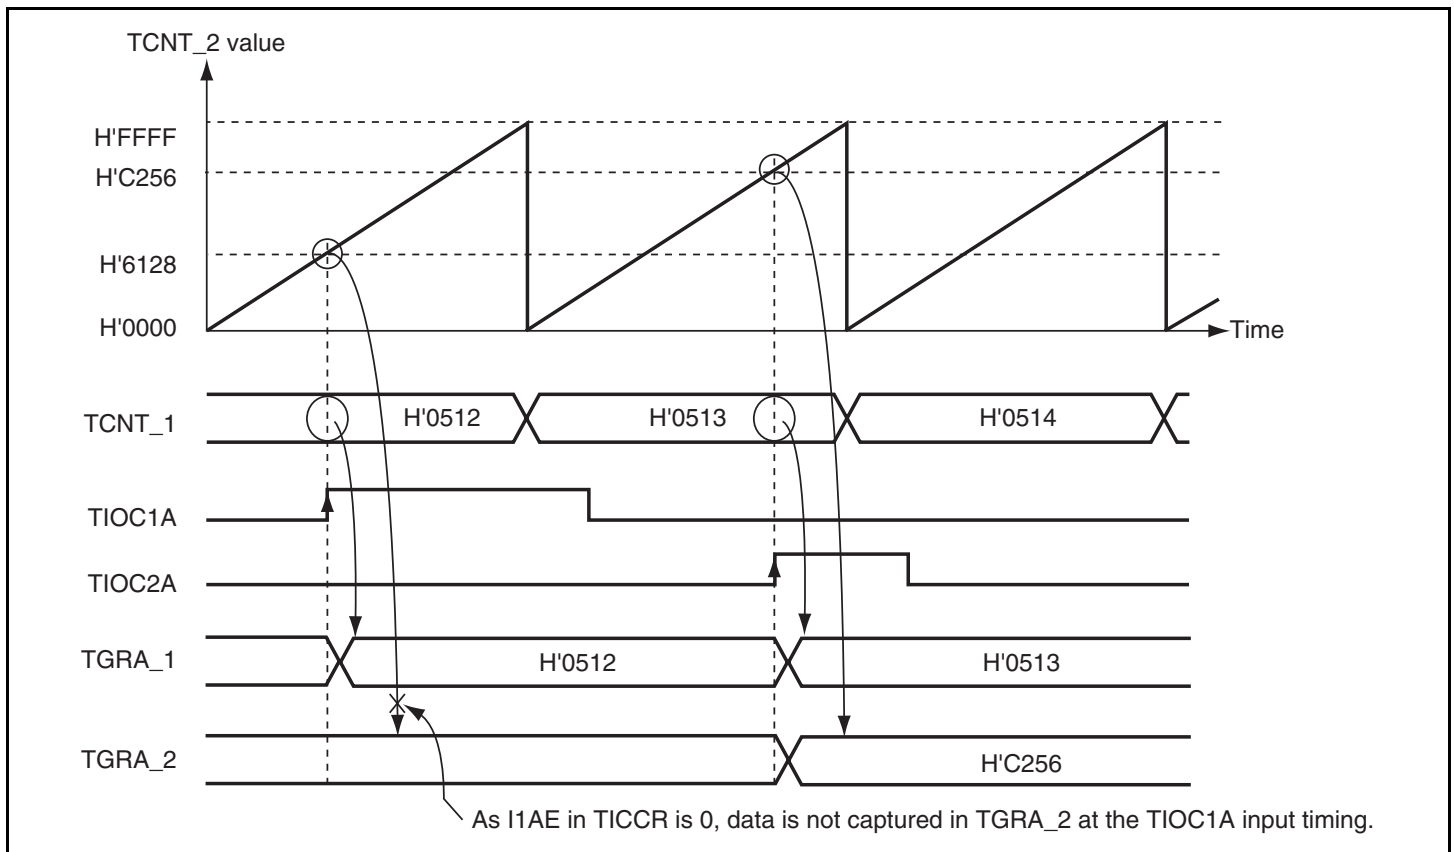 TCNT_2 value
H'FFFF
H'C256
H'6128
H'0000
Time
TCNT_1
H'0512
H'0513
H'0514
TIOC1A
TIOC2A
TGRA_1
H'0512
H'0513
TGRA_2
H'C256
As I1AE in TICCR is 0, data is not captured in TGRA_2 at the TIOC1A input timing.